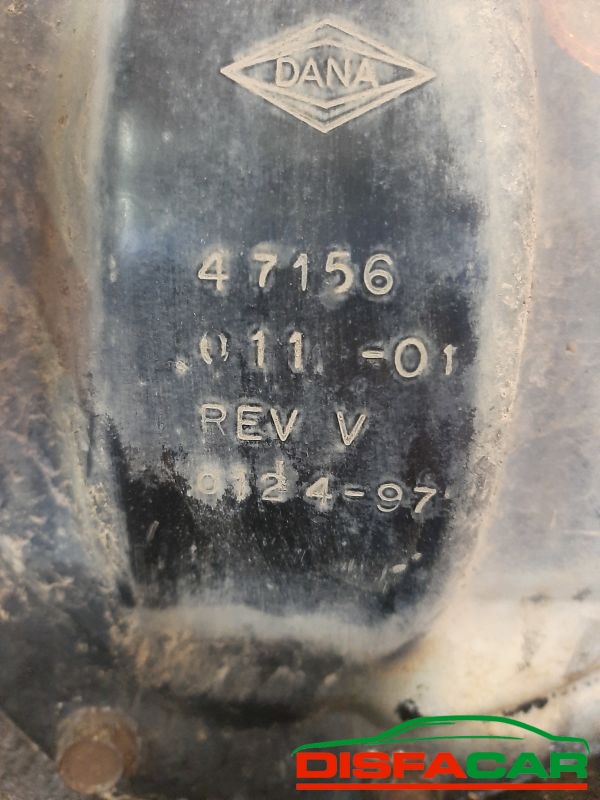 DANA
47156
011 -01
REV V
0124-97
DISFACAR